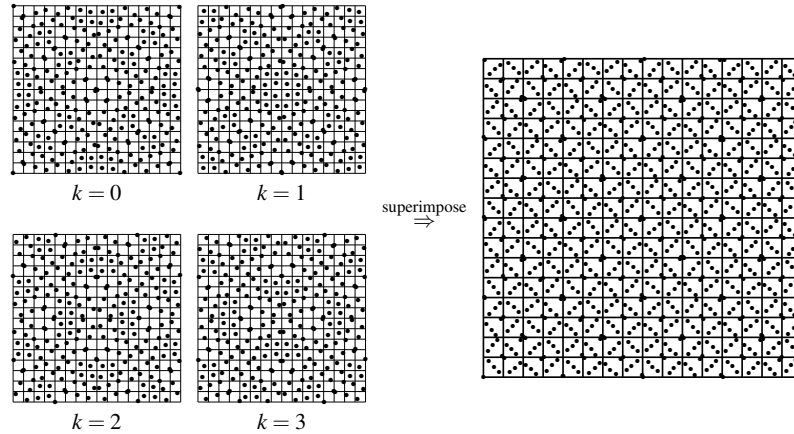 k = 0
k = 1
superimpose
⇒
k = 2
k = 3